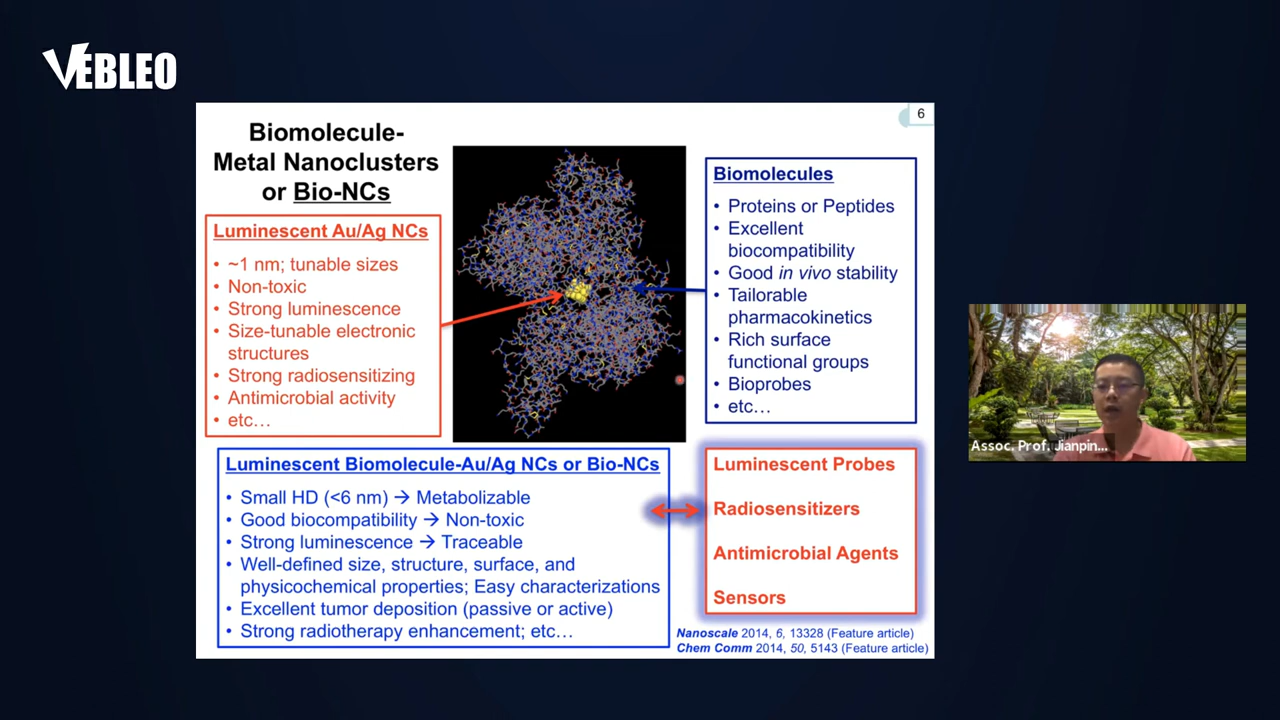 VEBLEO
6
Biomolecule-
Metal Nanoclusters
or Bio-NCs
Luminescent Au/Ag NCs
• ~1 nm; tunable sizes
• Non-toxic
• Strong luminescence
• Size-tunable electronic
structures
• Strong radiosensitizing
• Antimicrobial activity
• etc…
Biomolecules
• Proteins or Peptides
• Excellent
biocompatibility
• Good in vivo stability
• Tailorable
pharmacokinetics
• Rich surface
functional groups
• Bioprobes
• etc…
Luminescent Biomolecule-Au/Ag NCs or Bio-NCs
• Small HD (<6 nm) → Metabolizable
• Good biocompatibility → Non-toxic
• Strong luminescence → Traceable
• Well-defined size, structure, surface, and
physicochemical properties; Easy characterizations
• Excellent tumor deposition (passive or active)
• Strong radiotherapy enhancement; etc…
Luminescent Probes
Radiosensitizers
Antimicrobial Agents
Sensors
Nanoscale 2014, 6, 13328 (Feature article)
Chem Comm 2014, 50, 5143 (Feature article)
Assoc. Prof. Jianpin...